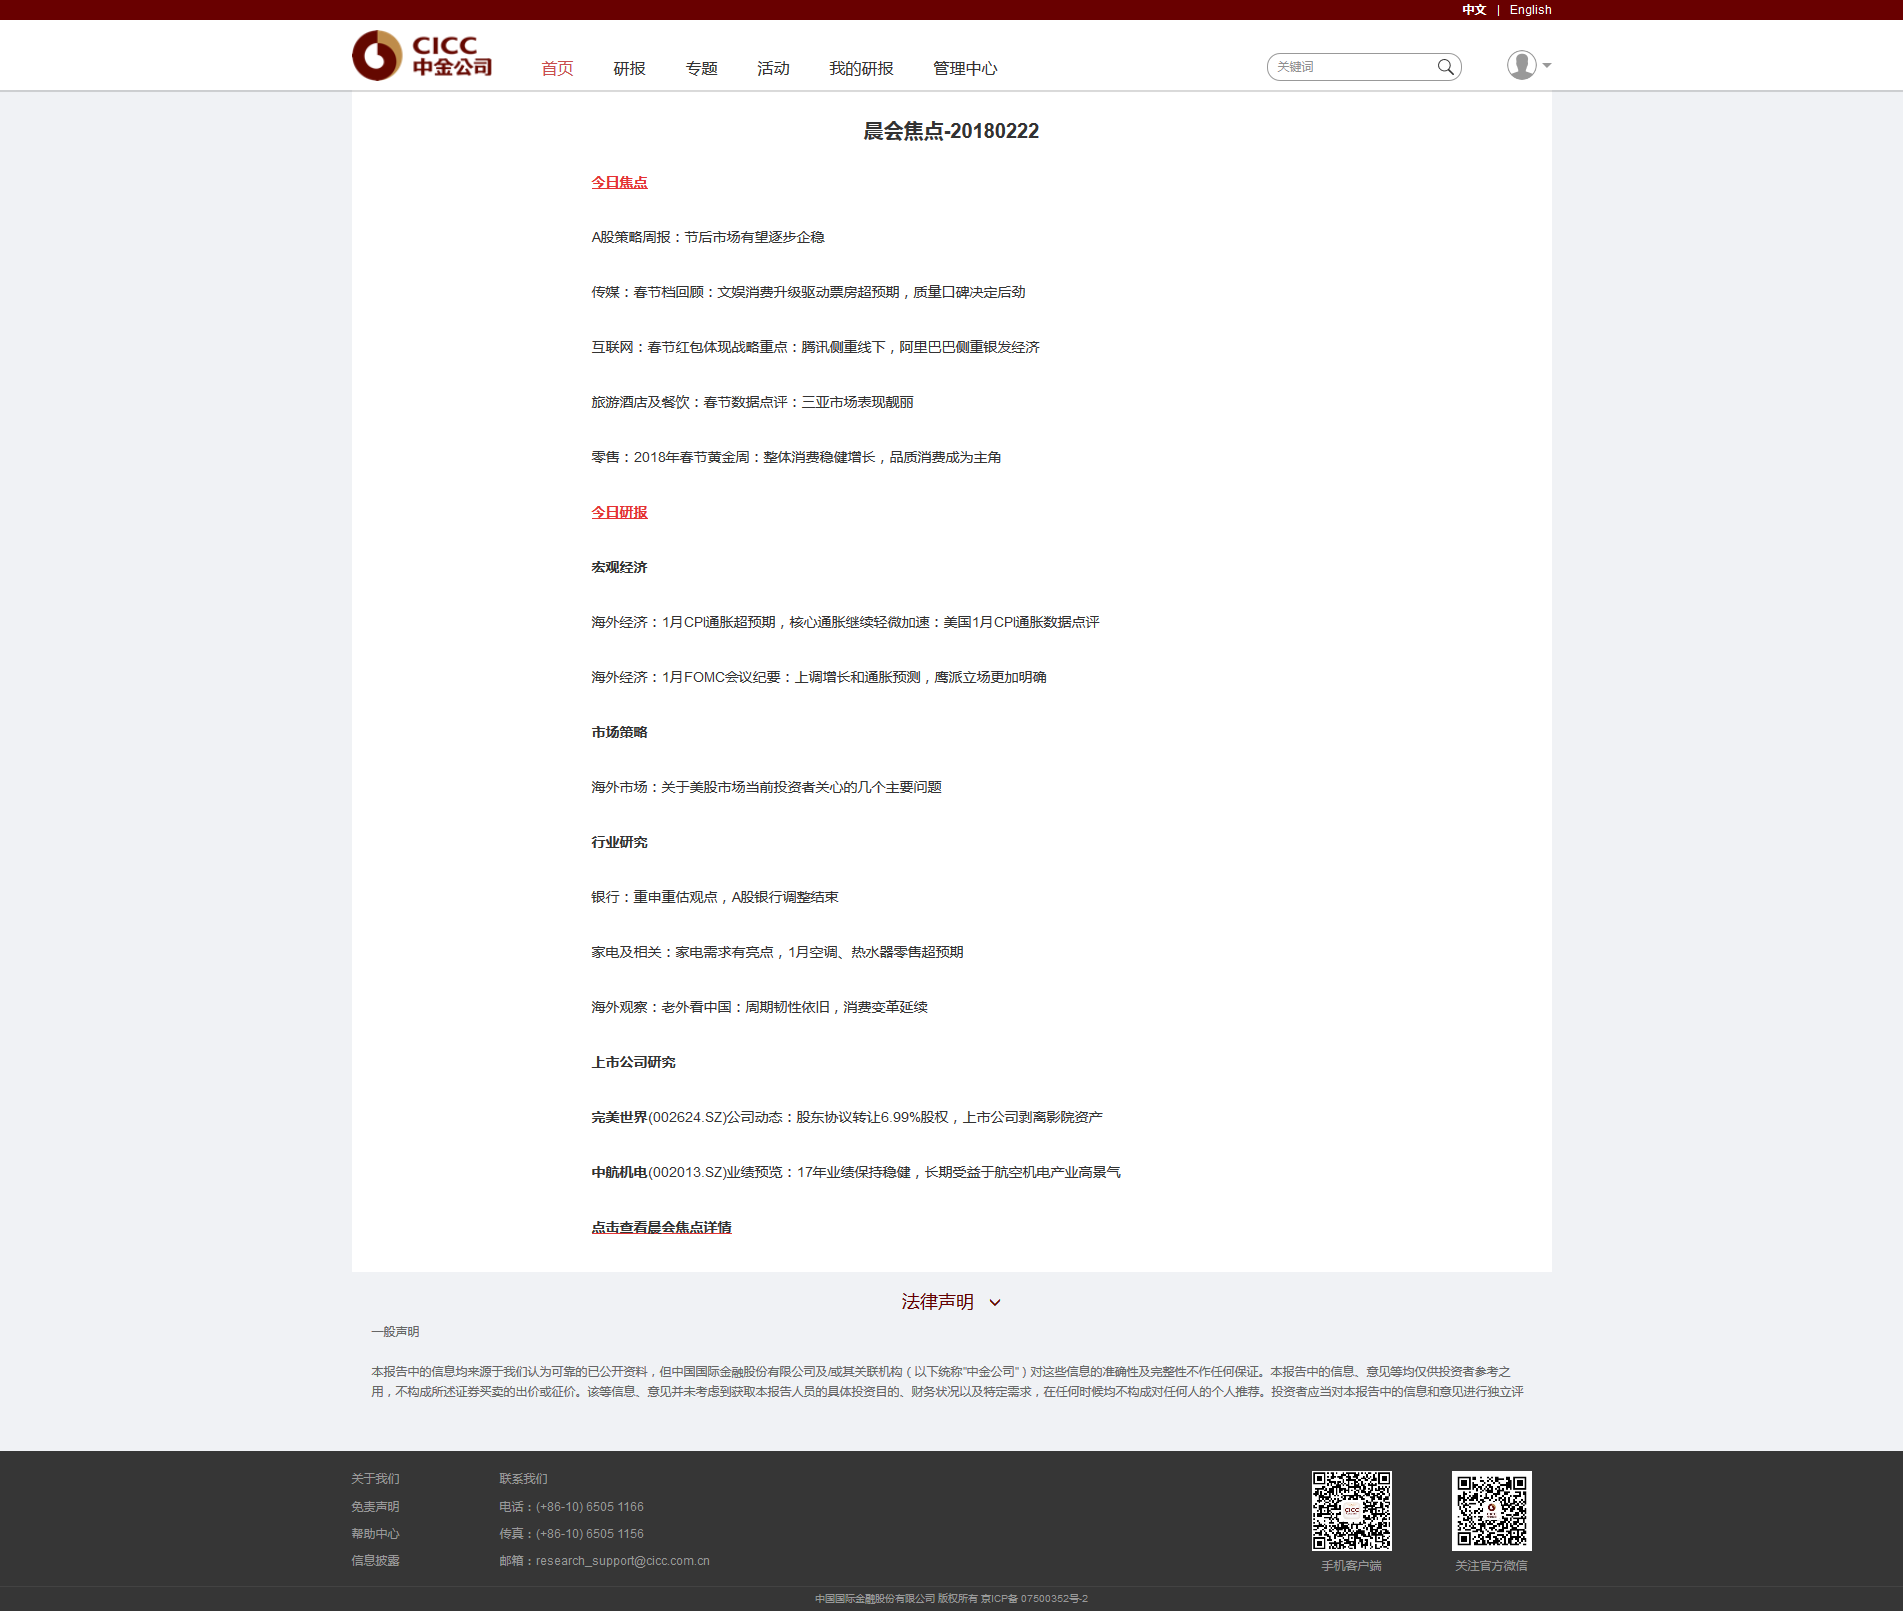 中文 | English
CICC
中金公司
首页 研报 专题 活动 我的研报 管理中心
关键词
晨会焦点-20180222
今日焦点
A股策略周报：节后市场有望逐步企稳
传媒：春节档回顾：文娱消费升级驱动票房超预期，质量口碑决定后劲
互联网：春节红包体现战略重点：腾讯侧重线下，阿里巴巴侧重银发经济
旅游酒店及餐饮：春节数据点评：三亚市场表现靓丽
零售：2018年春节黄金周：整体消费稳健增长，品质消费成为主角
今日研报
宏观经济
海外经济：1月CPI通胀超预期，核心通胀继续轻微加速：美国1月CPI通胀数据点评
海外经济：1月FOMC会议纪要：上调增长和通胀预测，鹰派立场更加明确
市场策略
海外市场：关于美股市场当前投资者关心的几个主要问题
行业研究
银行：重申重估观点，A股银行调整结束
家电及相关：家电需求有亮点，1月空调、热水器零售超预期
海外观察：老外看中国：周期韧性依旧，消费变革延续
上市公司研究
完美世界(002624.SZ)公司动态：股东协议转让6.99%股权，上市公司剥离影院资产
中航机电(002013.SZ)业绩预览：17年业绩保持稳健，长期受益于航空机电产业高景气
点击查看晨会焦点详情
法律声明
一般声明
本报告中的信息均来源于我们认为可靠的已公开资料，但中国国际金融股份有限公司及/或其关联机构（以下统称"中金公司"）对这些信息的准确性及完整性不作任何保证。本报告中的信息、意见等均仅供投资者参考之
用，不构成所述证券买卖的出价或征价。该等信息、意见并未考虑到获取本报告人员的具体投资目的、财务状况以及特定需求，在任何时候均不构成对任何人的个人推荐。投资者应当对本报告中的信息和意见进行独立评
关于我们
免责声明
帮助中心
信息披露
联系我们
电话：(+86-10) 6505 1166
传真：(+86-10) 6505 1156
邮箱：research_support@cicc.com.cn
CICC
手机客户端
关注官方微信
中国国际金融股份有限公司 版权所有 京ICP备 07500352号-2